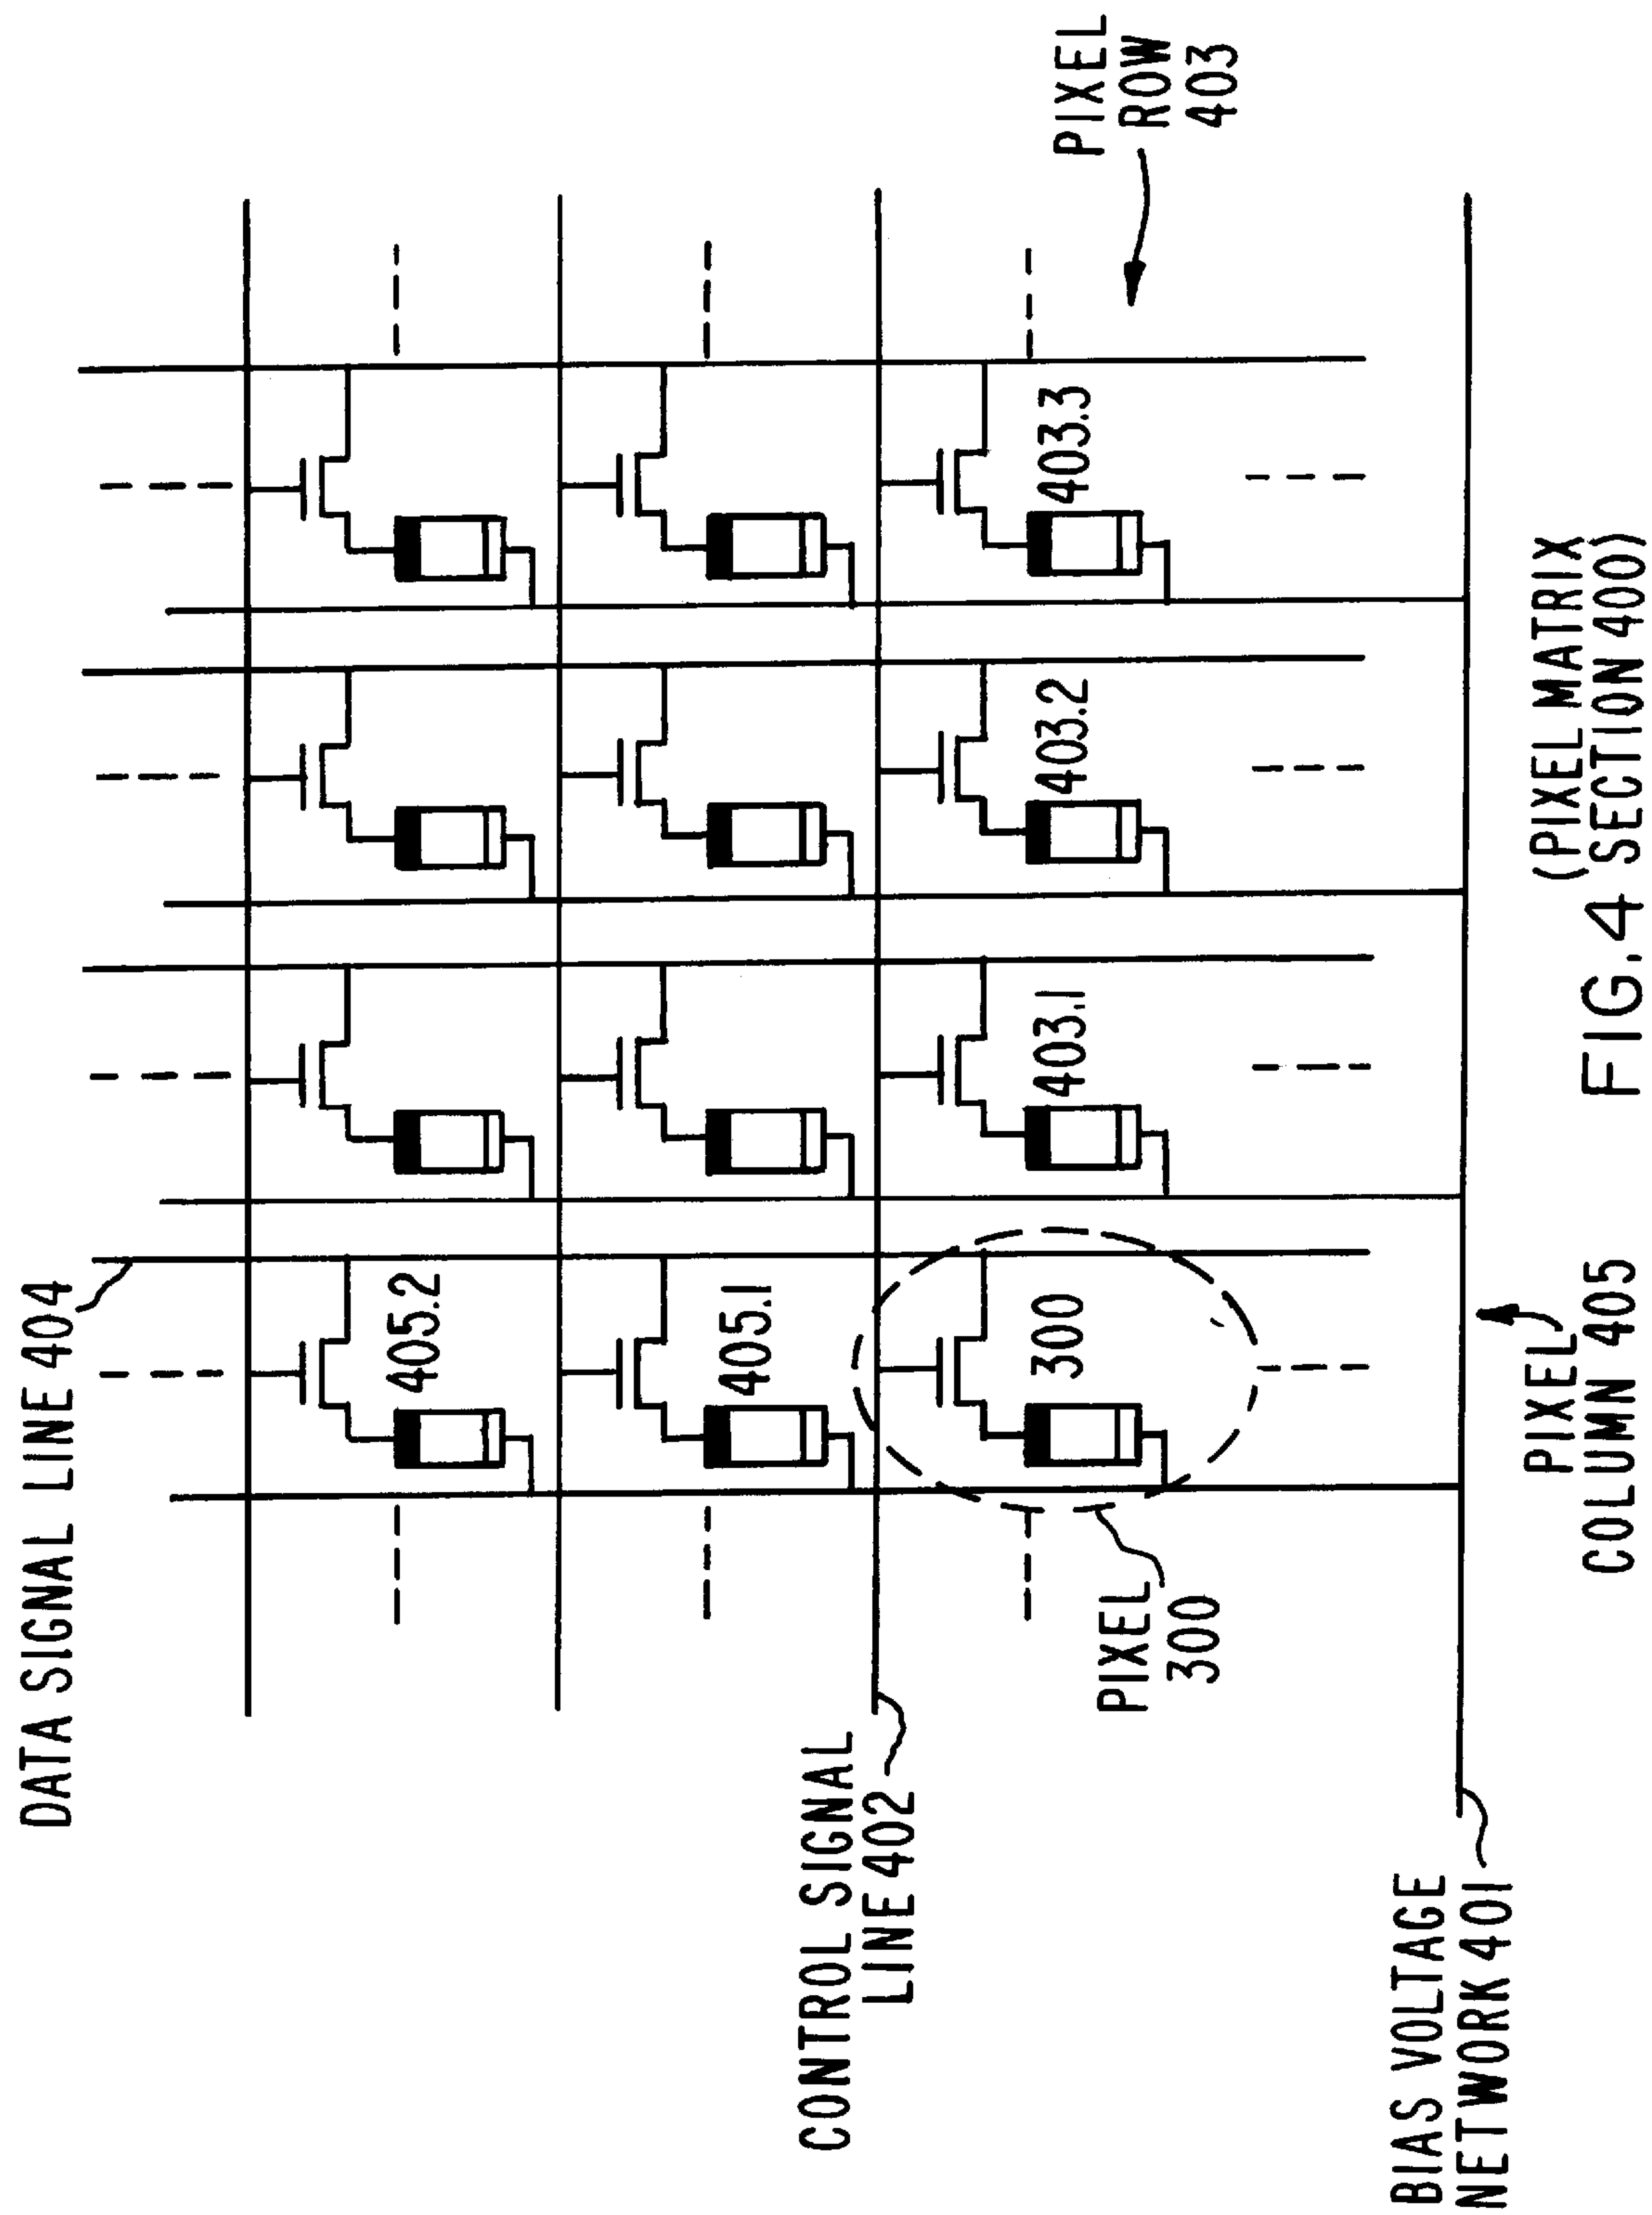 DATA SIGNAL LINE 404
405.2
405.1
CONTROL SIGNAL
LINE 402
PIXEL
300
300
403.1
403.2
403.3
PIXEL
ROW
403
BIAS VOLTAGE
NETWORK 401
PIXEL
COLUMN 405
FIG. 4
(PIXEL MATRIX
SECTION 400)